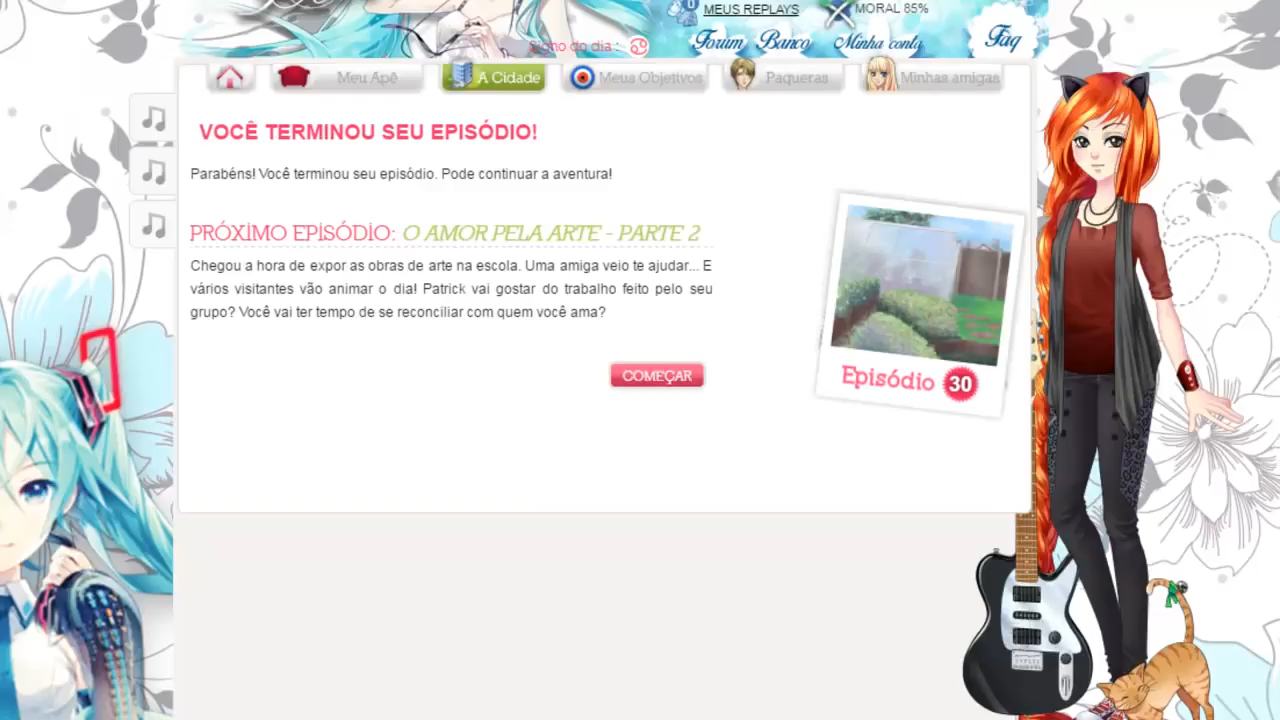 0 MEUS REPLAYS MORAL 85%
Signo do dia :
Forum Banco Minha conta Faq
Meu Apê A Cidade Meus Objetivos Paqueras Minhas amigas
VOCÊ TERMINOU SEU EPISÓDIO!
Parabéns! Você terminou seu episódio. Pode continuar a aventura!
PRÓXIMO EPISÓDIO: O AMOR PELA ARTE - PARTE 2
Chegou a hora de expor as obras de arte na escola. Uma amiga veio te ajudar... E
vários visitantes vão animar o dia! Patrick vai gostar do trabalho feito pelo seu
grupo? Você vai ter tempo de se reconciliar com quem você ama?
COMEÇAR
Episódio 30